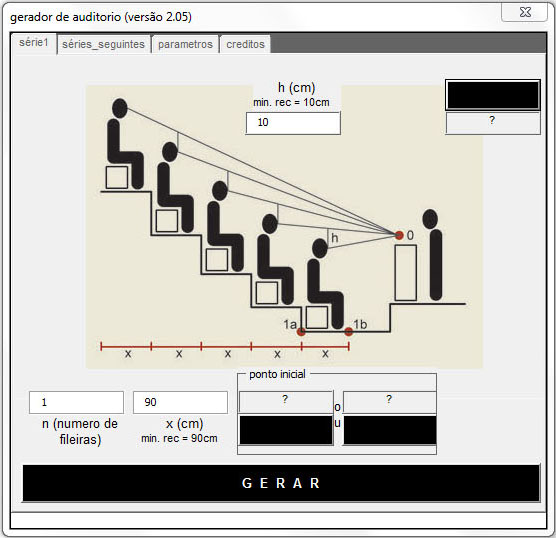 gerador de auditorio (versão 2.05)
série1 séries_seguintes parametros creditos
h (cm)
min. rec = 10cm
10
?
0
h
1a 1b
x x x x x
ponto inicial
1 90 ? ?
o
u
n (numero de
fileiras)
x (cm)
min. rec = 90cm
G E R A R